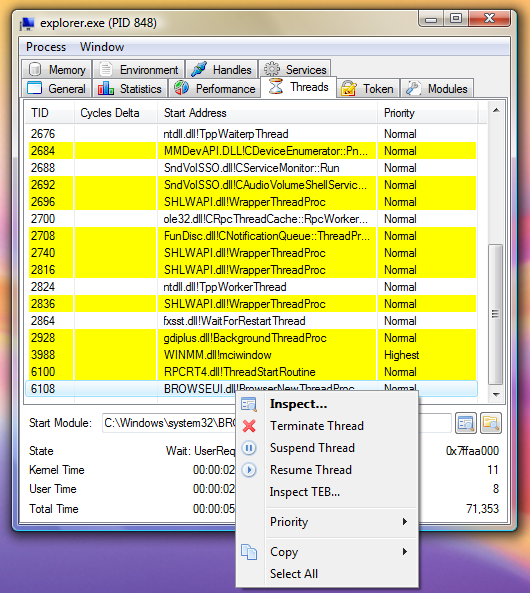 explorer.exe (PID 848)
Process Window
Memory Environment Handles Services
General Statistics Performance Threads Token Modules
TID Cycles Delta Start Address Priority
2676 ntdll.dll!TppWaiterpThread Normal
2684 MMDevAPI.DLL!CDeviceEnumerator::Pn... Normal
2688 SndVolSSO.dll!CServiceMonitor::Run Normal
2692 SndVolSSO.dll!CAudioVolumeShellServic... Normal
2696 SHLWAPI.dll!WrapperThreadProc Normal
2700 ole32.dll!CRpcThreadCache::RpcWorker... Normal
2708 FunDisc.dll!CNotificationQueue::ThreadPr... Normal
2740 SHLWAPI.dll!WrapperThreadProc Normal
2816 SHLWAPI.dll!WrapperThreadProc Normal
2824 ntdll.dll!TppWorkerThread Normal
2836 SHLWAPI.dll!WrapperThreadProc Normal
2864 fxsst.dll!WaitForRestartThread Normal
2928 gdiplus.dll!BackgroundThreadProc Normal
3988 WINMM.dll!mciwindow Highest
6100 RPCRT4.dll!ThreadStartRoutine Normal
6108 BROWSEUI.dll!BrowserNewThreadProc Normal
Start Module: C:\Windows\system32\BRO
State Wait: UserReq 0x7ffaa000
Kernel Time 00:00:02 11
User Time 00:00:02 8
Total Time 00:00:05 71,353
Inspect...
Terminate Thread
Suspend Thread
Resume Thread
Inspect TEB...
Priority
Copy
Select All